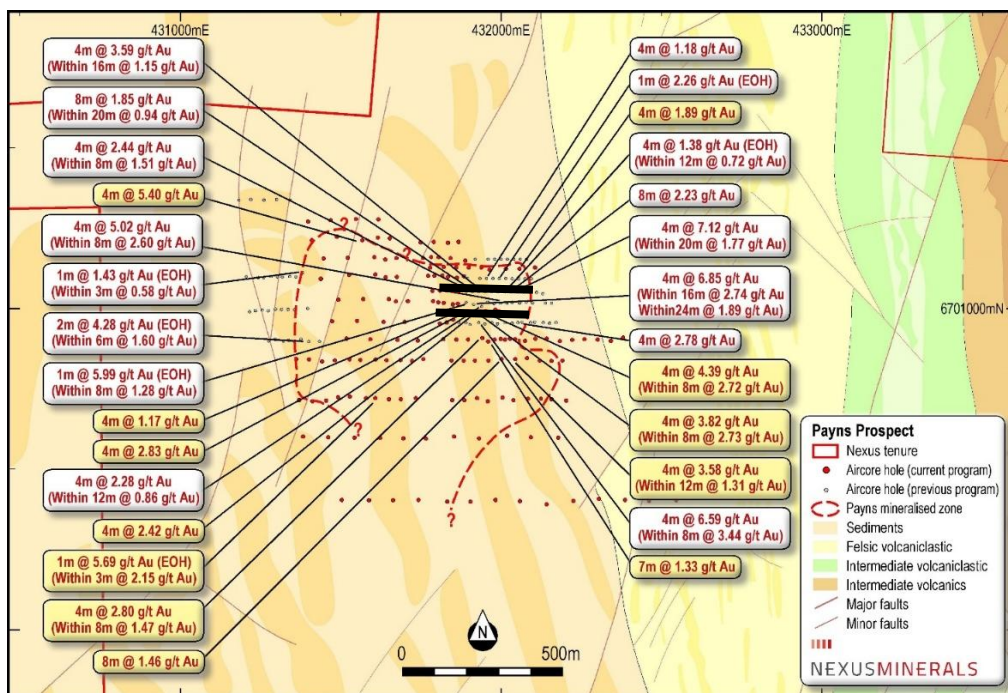 431000mE
432000mE
433000mE
4m @ 3.59 g/t Au
(Within 16m @ 1.15 g/t Au)
8m @ 1.85 g/t Au
(Within 20m @ 0.94 g/t Au)
4m @ 2.44 g/t Au
(Within 8m @ 1.51 g/t Au)
4m @ 5.40 g/t Au
4m @ 5.02 g/t Au
(Within 8m @ 2.60 g/t Au)
1m @ 1.43 g/t Au (EOH)
(Within 3m @ 0.58 g/t Au)
2m @ 4.28 g/t Au (EOH)
(Within 6m @ 1.60 g/t Au)
1m @ 5.99 g/t Au (EOH)
(Within 8m @ 1.28 g/t Au)
4m @ 1.17 g/t Au
4m @ 2.83 g/t Au
4m @ 2.28 g/t Au
(Within 12m @ 0.86 g/t Au)
4m @ 2.42 g/t Au
1m @ 5.69 g/t Au (EOH)
(Within 3m @ 2.15 g/t Au)
4m @ 2.80 g/t Au
(Within 8m @ 1.47 g/t Au)
8m @ 1.46 g/t Au
?
?
?
?
4m @ 1.18 g/t Au
1m @ 2.26 g/t Au (EOH)
4m @ 1.89 g/t Au
4m @ 1.38 g/t Au (EOH)
(Within 12m @ 0.72 g/t Au)
8m @ 2.23 g/t Au
4m @ 7.12 g/t Au
(Within 20m @ 1.77 g/t Au)
4m @ 6.85 g/t Au
(Within 16m @ 2.74 g/t Au
Within24m @ 1.89 g/t Au)
4m @ 2.78 g/t Au
4m @ 4.39 g/t Au
(Within 8m @ 2.72 g/t Au)
4m @ 3.82 g/t Au
(Within 8m @ 2.73 g/t Au)
4m @ 3.58 g/t Au
(Within 12m @ 1.31 g/t Au)
4m @ 6.59 g/t Au
(Within 8m @ 3.44 g/t Au)
7m @ 1.33 g/t Au
6701000mN
N
0
500m
Payns Prospect
Nexus tenure
Aircore hole (current program)
Aircore hole (previous program)
Payns mineralised zone
Sediments
Felsic volcaniclastic
Intermediate volcaniclastic
Intermediate volcanics
Major faults
Minor faults
NEXUSMINERALS